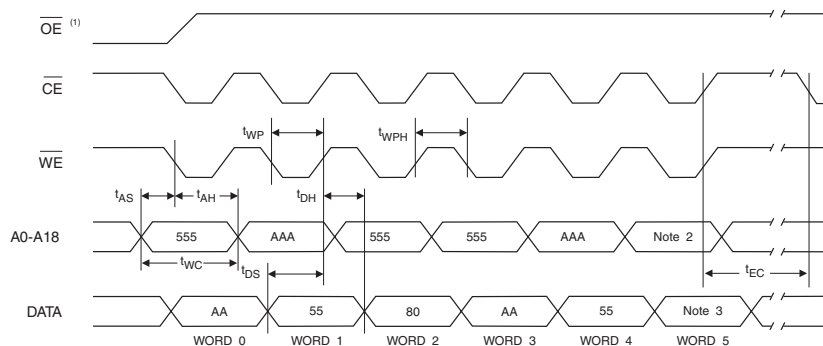 OE (1)
CE
tWP
tWPH
WE
tAS
tAH
tDH
A0-A18
555
AAA
555
555
AAA
Note 2
tWC
tDS
tEC
DATA
AA
55
80
AA
55
Note 3
WORD 0
WORD 1
WORD 2
WORD 3
WORD 4
WORD 5